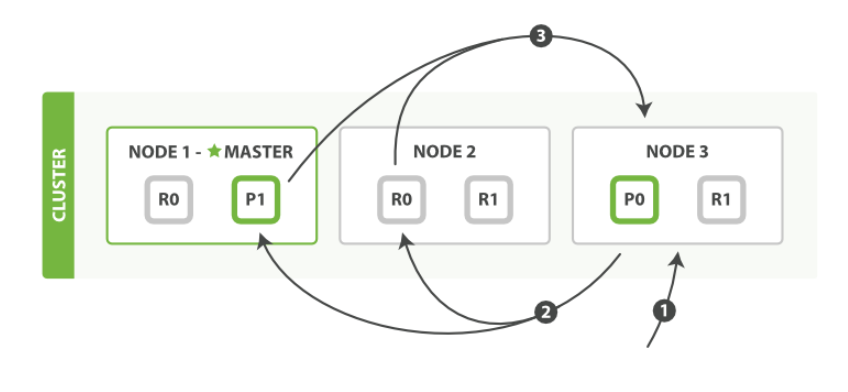 3
CLUSTER
NODE 1 - ★ MASTER
R0
P1
NODE 2
R0
R1
NODE 3
P0
R1
2
1